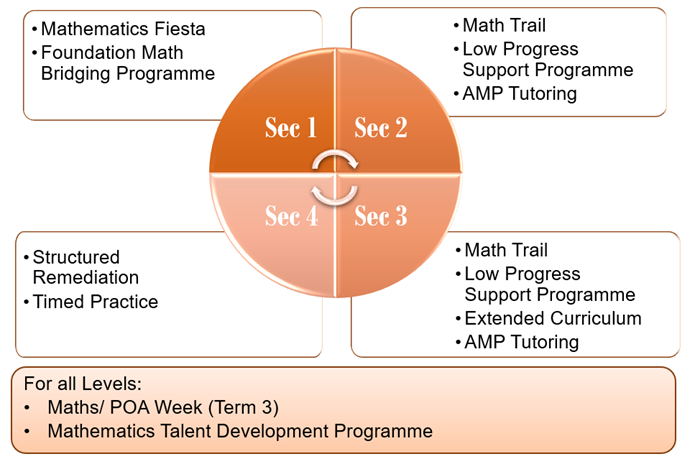 • Mathematics Fiesta
• Foundation Math
Bridging Programme
• Math Trail
• Low Progress
Support Programme
• AMP Tutoring
Sec 1
Sec 2
Sec 4
Sec 3
• Structured
Remediation
• Timed Practice
• Math Trail
• Low Progress
Support Programme
• Extended Curriculum
• AMP Tutoring
For all Levels:
• Maths/ POA Week (Term 3)
• Mathematics Talent Development Programme